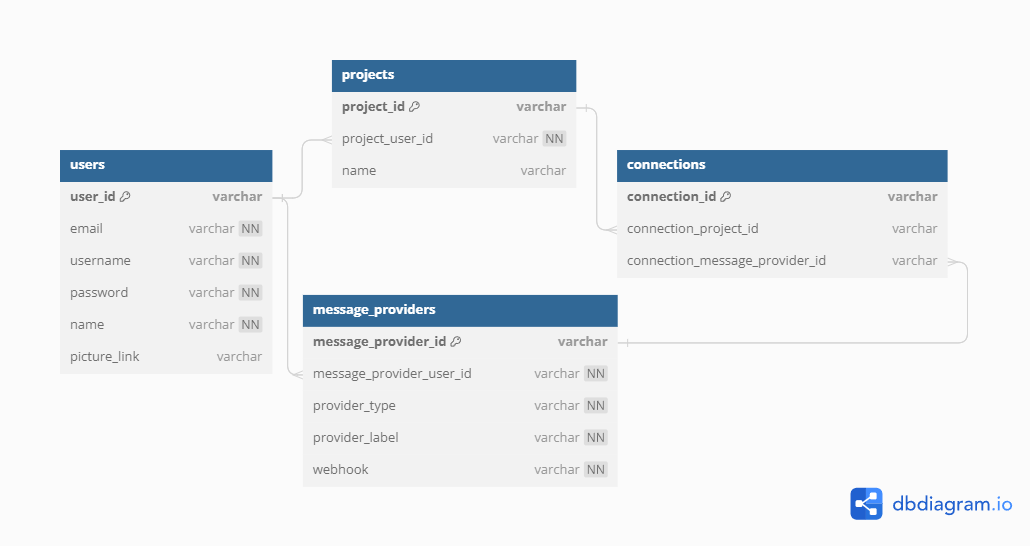 projects
project_id varchar
project_user_id varchar NN
name varchar
users
user_id varchar
email varchar NN
username varchar NN
password varchar NN
name varchar NN
picture_link varchar
connections
connection_id varchar
connection_project_id varchar
connection_message_provider_id varchar
message_providers
message_provider_id varchar
message_provider_user_id varchar NN
provider_type varchar NN
provider_label varchar NN
webhook varchar NN
dbdiagram.io